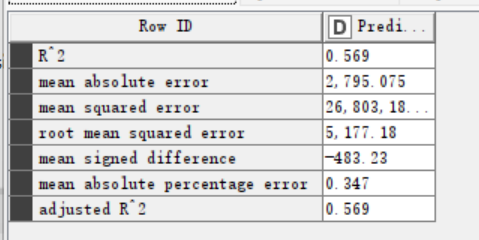 Row ID D Predi...
R^2 0.569
mean absolute error 2,795.075
mean squared error 26,803,18...
root mean squared error 5,177.18
mean signed difference -483.23
mean absolute percentage error 0.347
adjusted R^2 0.569